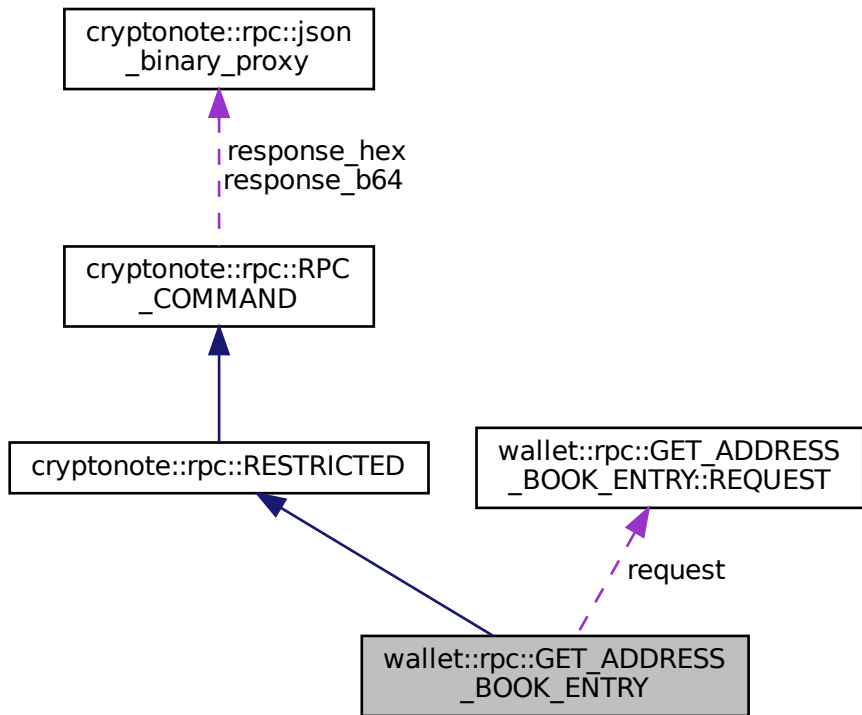 cryptonote::rpc::json
_binary_proxy
response_hex
response_b64
cryptonote::rpc::RPC
_COMMAND
cryptonote::rpc::RESTRICTED
wallet::rpc::GET_ADDRESS
_BOOK_ENTRY::REQUEST
request
wallet::rpc::GET_ADDRESS
_BOOK_ENTRY